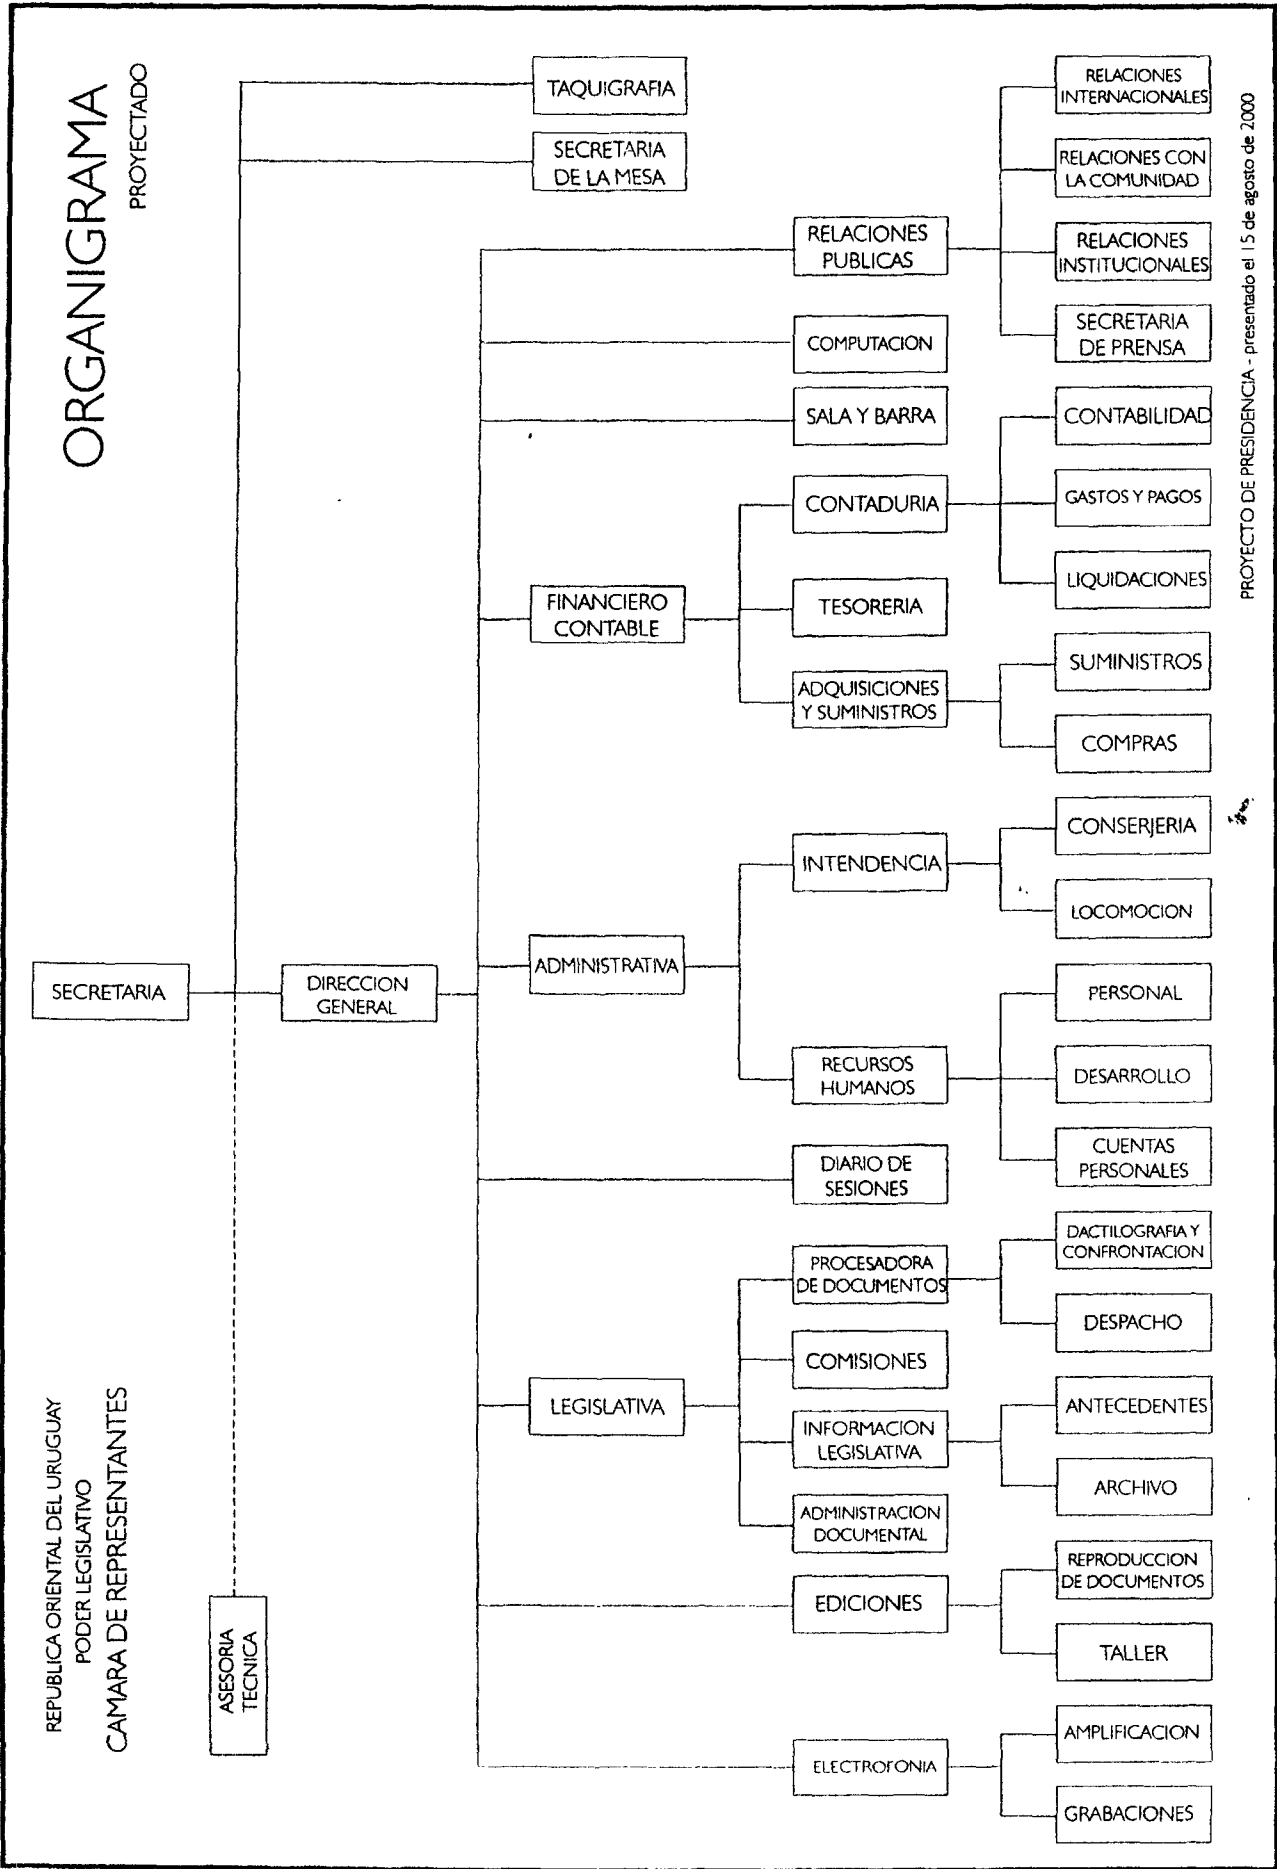 ORGANIGRAMA
PROYECTADO
REPUBLICA ORIENTAL DEL URUGUAY
PODER LEGISLATIVO
CAMARA DE REPRESENTANTES
SECRETARIA
ASESORIA
TECNICA
DIRECCION
GENERAL
TAQUIGRAFIA
SECRETARIA
DE LA MESA
FINANCIERO
CONTABLE
ADMINISTRATIVA
LEGISLATIVA
RELACIONES
PUBLICAS
COMPUTACION
SALA Y BARRA
CONTADURIA
TESORERIA
ADQUISICIONES
Y SUMINISTROS
INTENDENCIA
RECURSOS
HUMANOS
DIARIO DE
SESIONES
PROCESADORA
DE DOCUMENTOS
COMISIONES
INFORMACION
LEGISLATIVA
ADMINISTRACION
DOCUMENTAL
EDICIONES
ELECTROFONIA
RELACIONES
INTERNACIONALES
RELACIONES CON
LA COMUNIDAD
RELACIONES
INSTITUCIONALES
SECRETARIA
DE PRENSA
CONTABILIDAD
GASTOS Y PAGOS
LIQUIDACIONES
SUMINISTROS
COMPRAS
CONSERJERIA
LOCOMOCION
PERSONAL
DESARROLLO
CUENTAS
PERSONALES
DACTILOGRAFIA Y
CONFRONTACION
DESPACHO
ANTECEDENTES
ARCHIVO
REPRODUCCION
DE DOCUMENTOS
TALLER
AMPLIFICACION
GRABACIONES
PROYECTO DE PRESIDENCIA - presentado el 15 de agosto de 2000